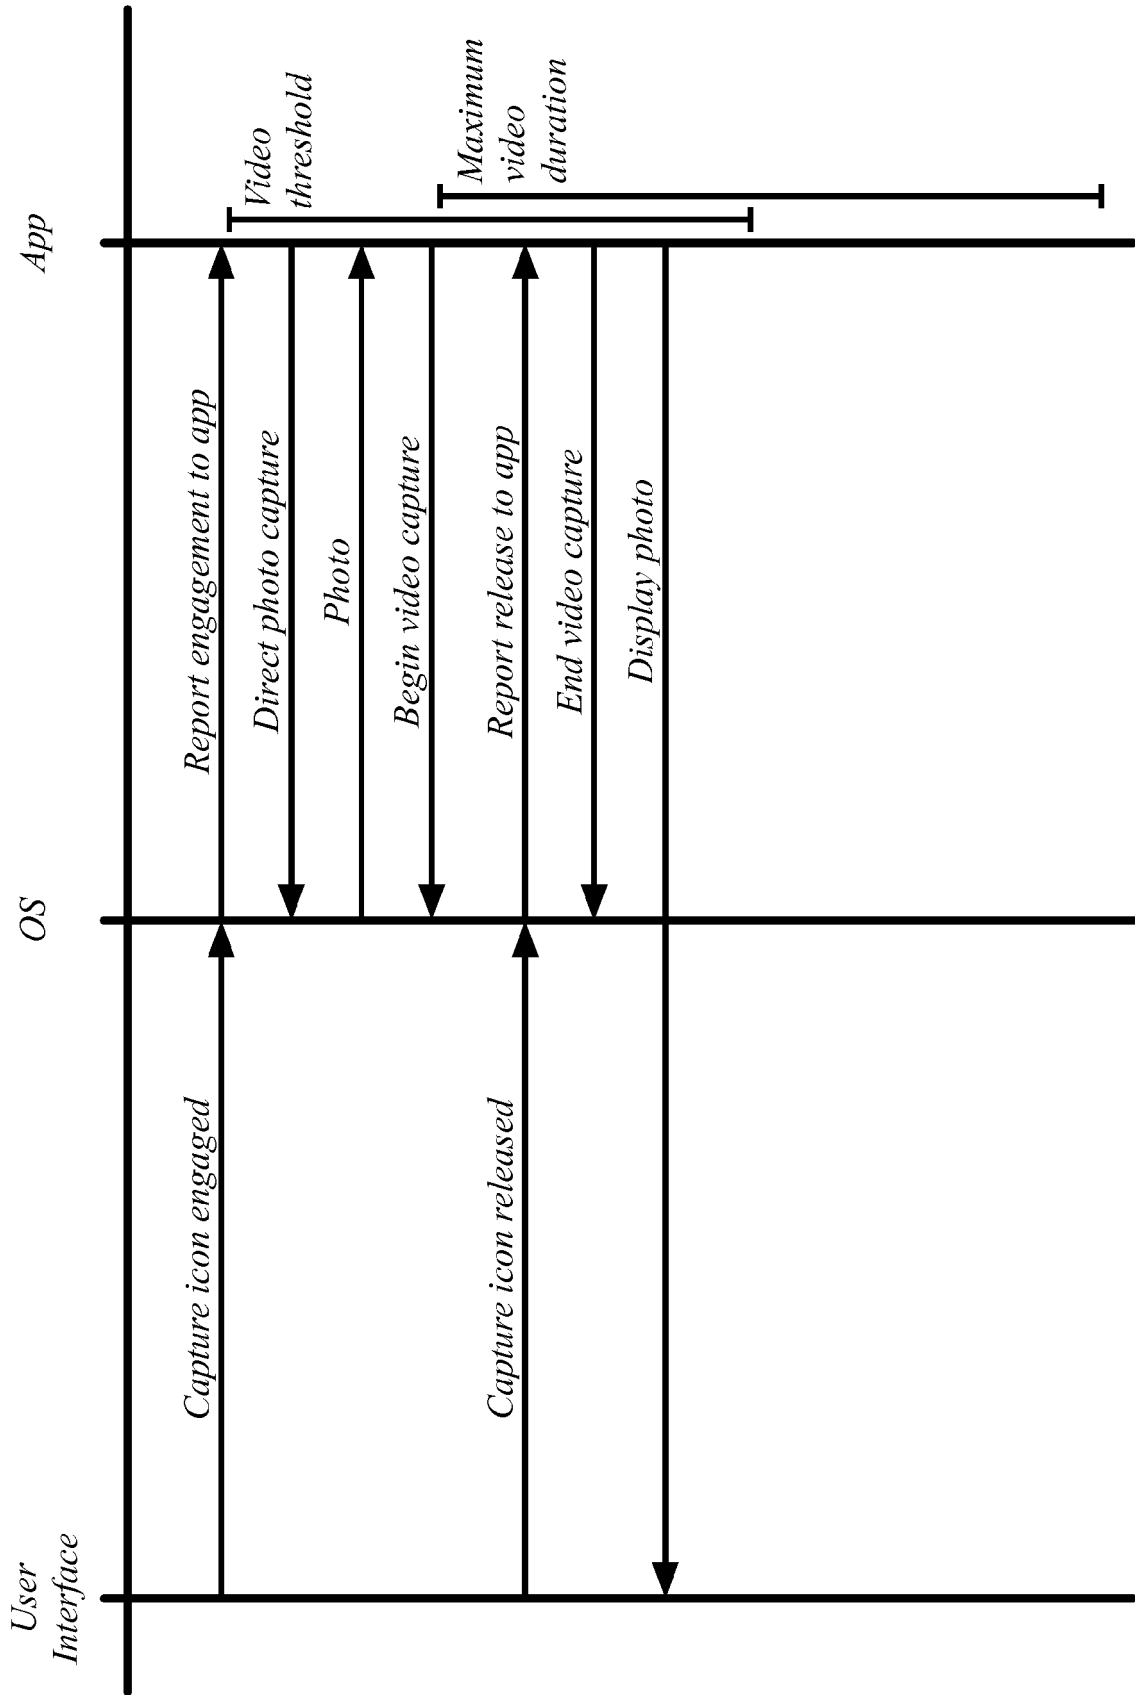 User
Interface
OS
App
Capture icon engaged
Report engagement to app
Video
threshold
Direct photo capture
Photo
Begin video capture
Maximum
video
duration
Capture icon released
Report release to app
End video capture
Display photo